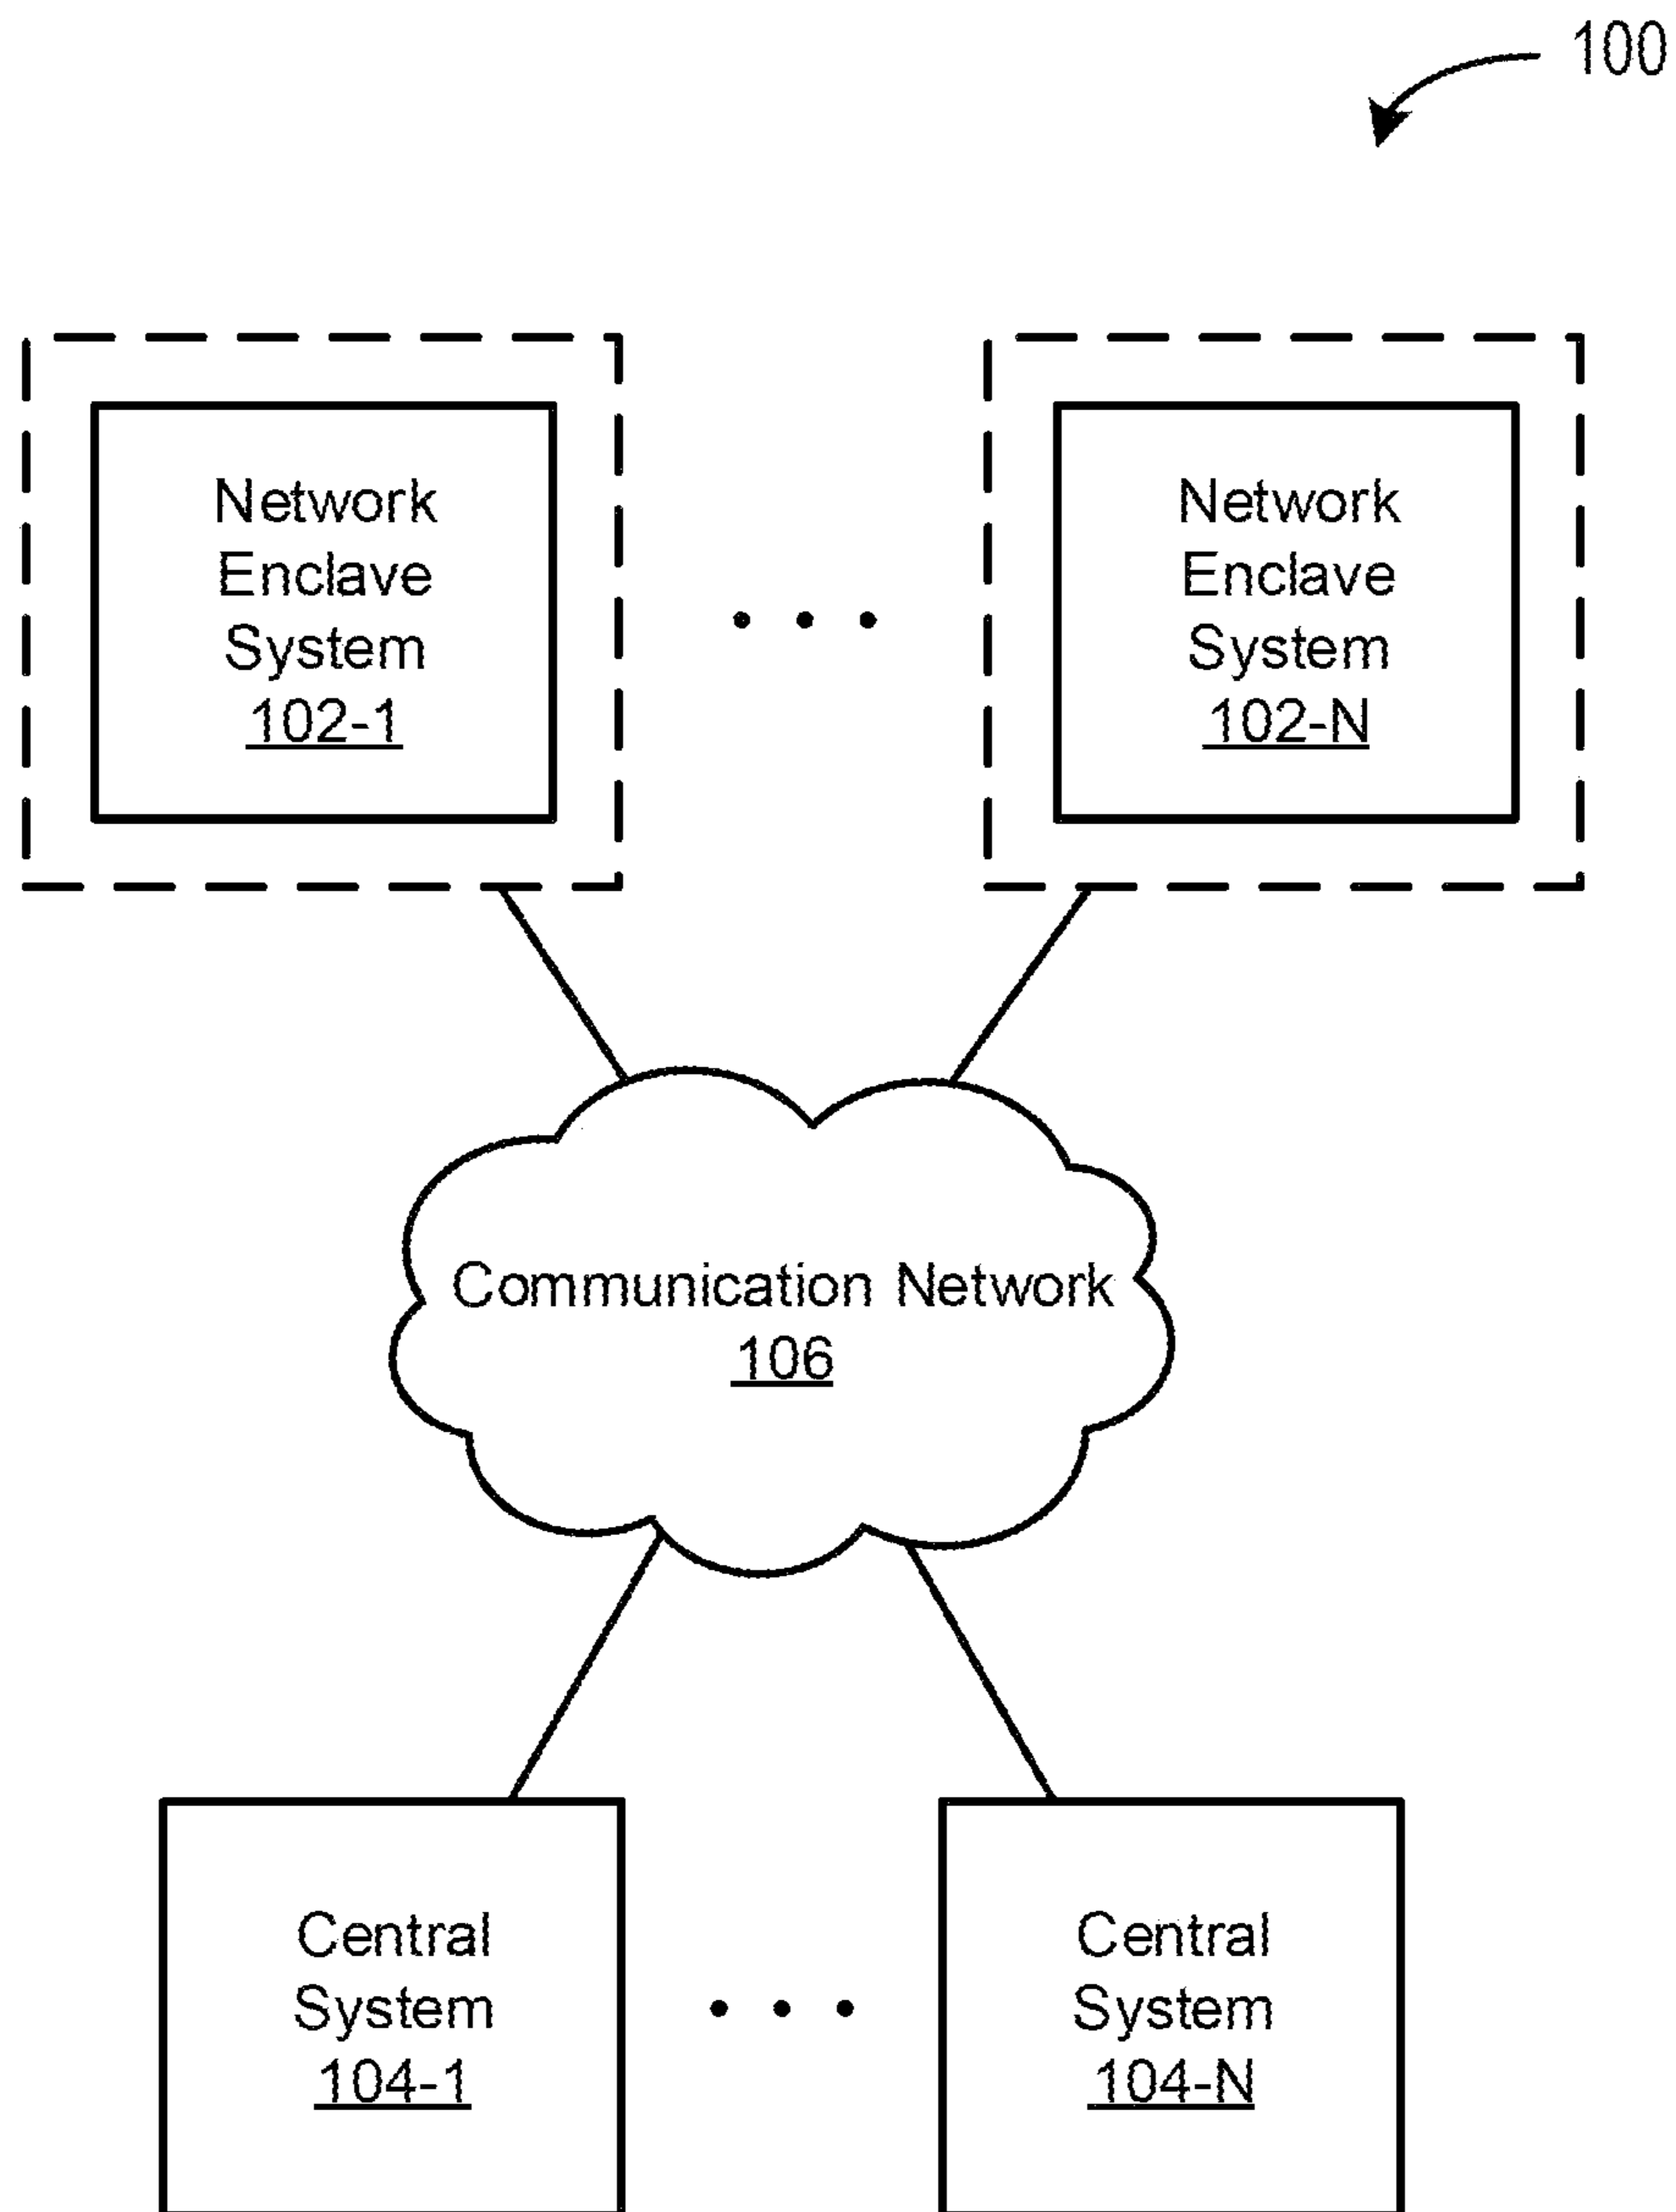 100
Network
Enclave
System
102-1
Network
Enclave
System
102-N
Communication Network
106
Central
System
104-1
Central
System
104-N